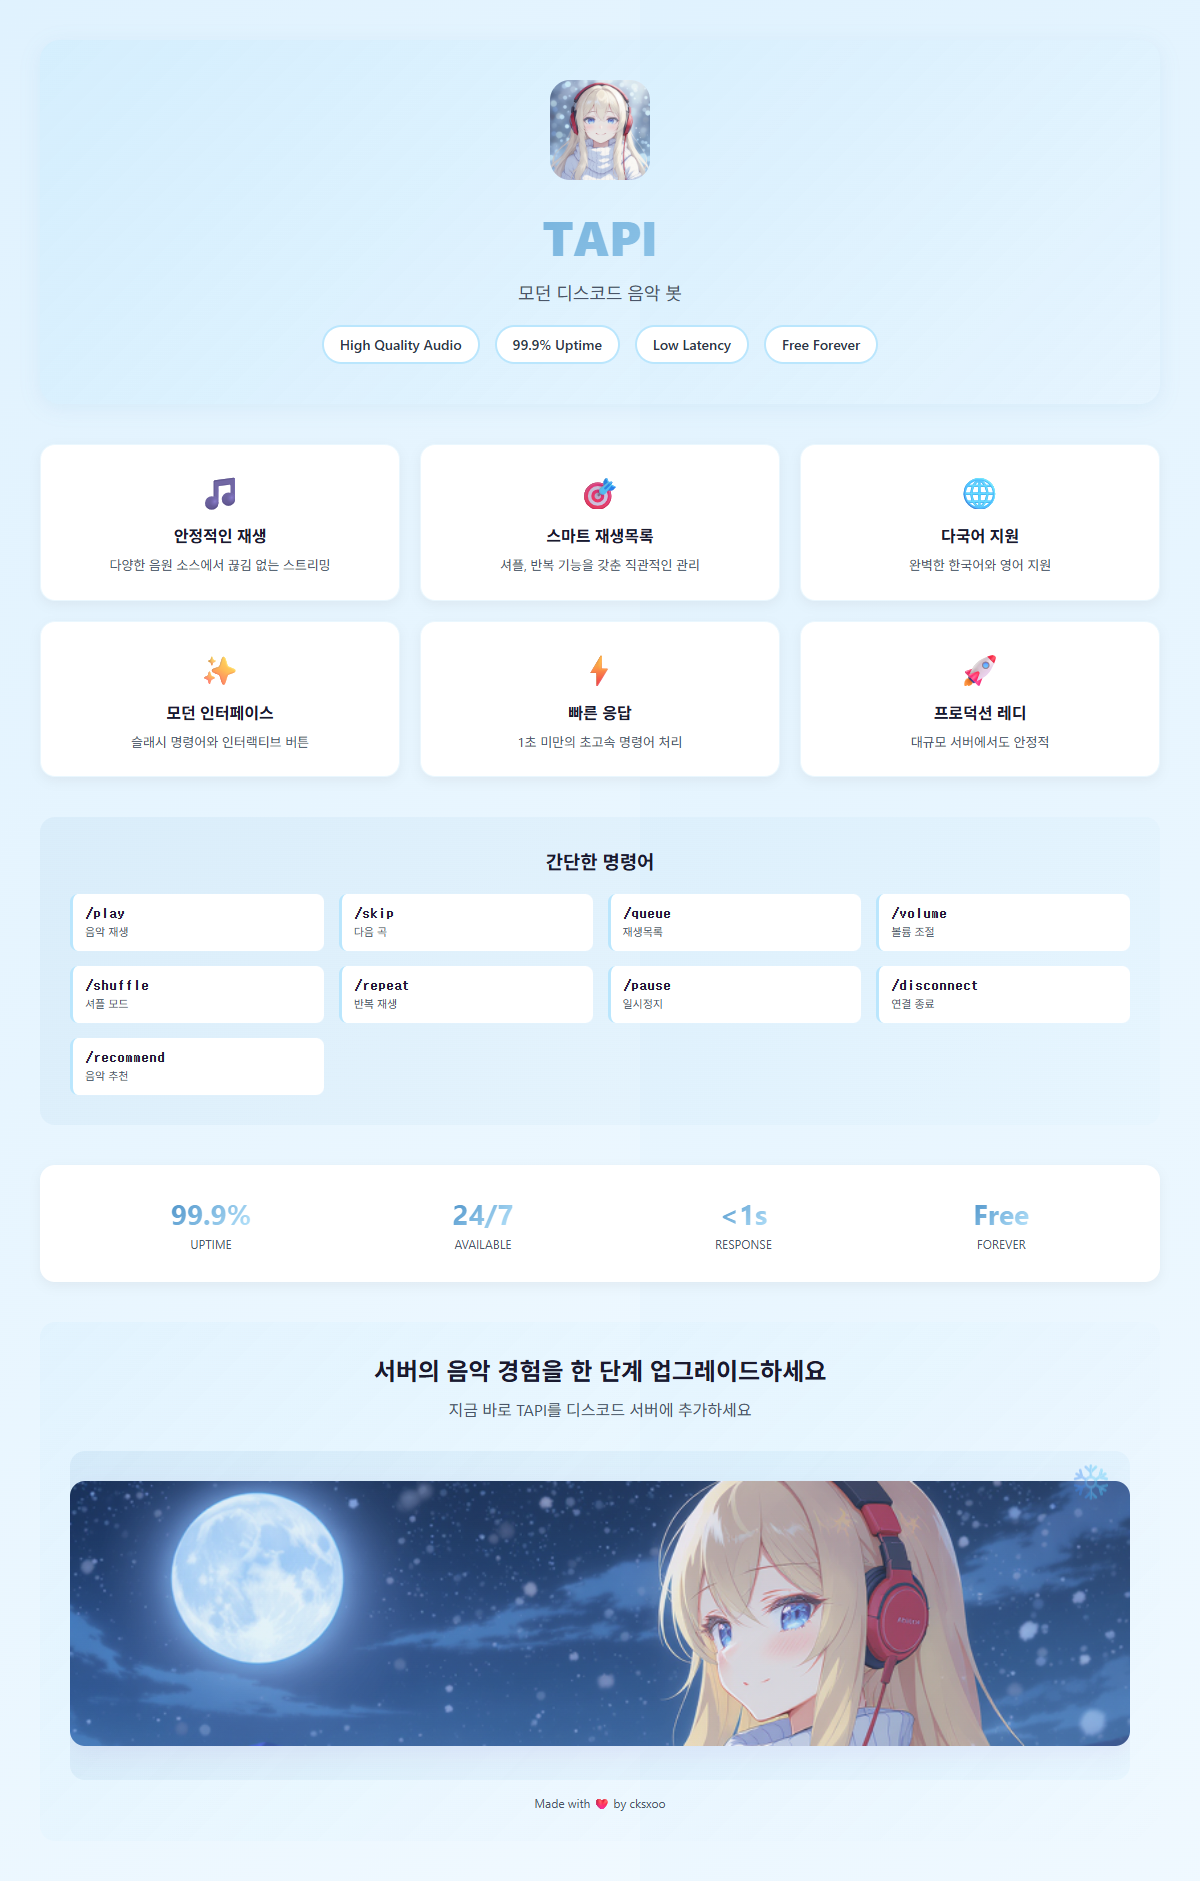 TAPI
모던 디스코드 음악 봇
High Quality Audio
99.9% Uptime
Low Latency
Free Forever
안정적인 재생
다양한 음원 소스에서 끊김 없는 스트리밍
스마트 재생목록
셔플, 반복 기능을 갖춘 직관적인 관리
다국어 지원
완벽한 한국어와 영어 지원
모던 인터페이스
슬래시 명령어와 인터랙티브 버튼
빠른 응답
1초 미만의 초고속 명령어 처리
프로덕션 레디
대규모 서버에서도 안정적
간단한 명령어
/play
음악 재생
/skip
다음 곡
/queue
재생목록
/volume
볼륨 조절
/shuffle
셔플 모드
/repeat
반복 재생
/pause
일시정지
/disconnect
연결 종료
/recommend
음악 추천
99.9%
UPTIME
24/7
AVAILABLE
<1s
RESPONSE
Free
FOREVER
서버의 음악 경험을 한 단계 업그레이드하세요
지금 바로 TAPI를 디스코드 서버에 추가하세요
Made with ❤️ by cksxoo